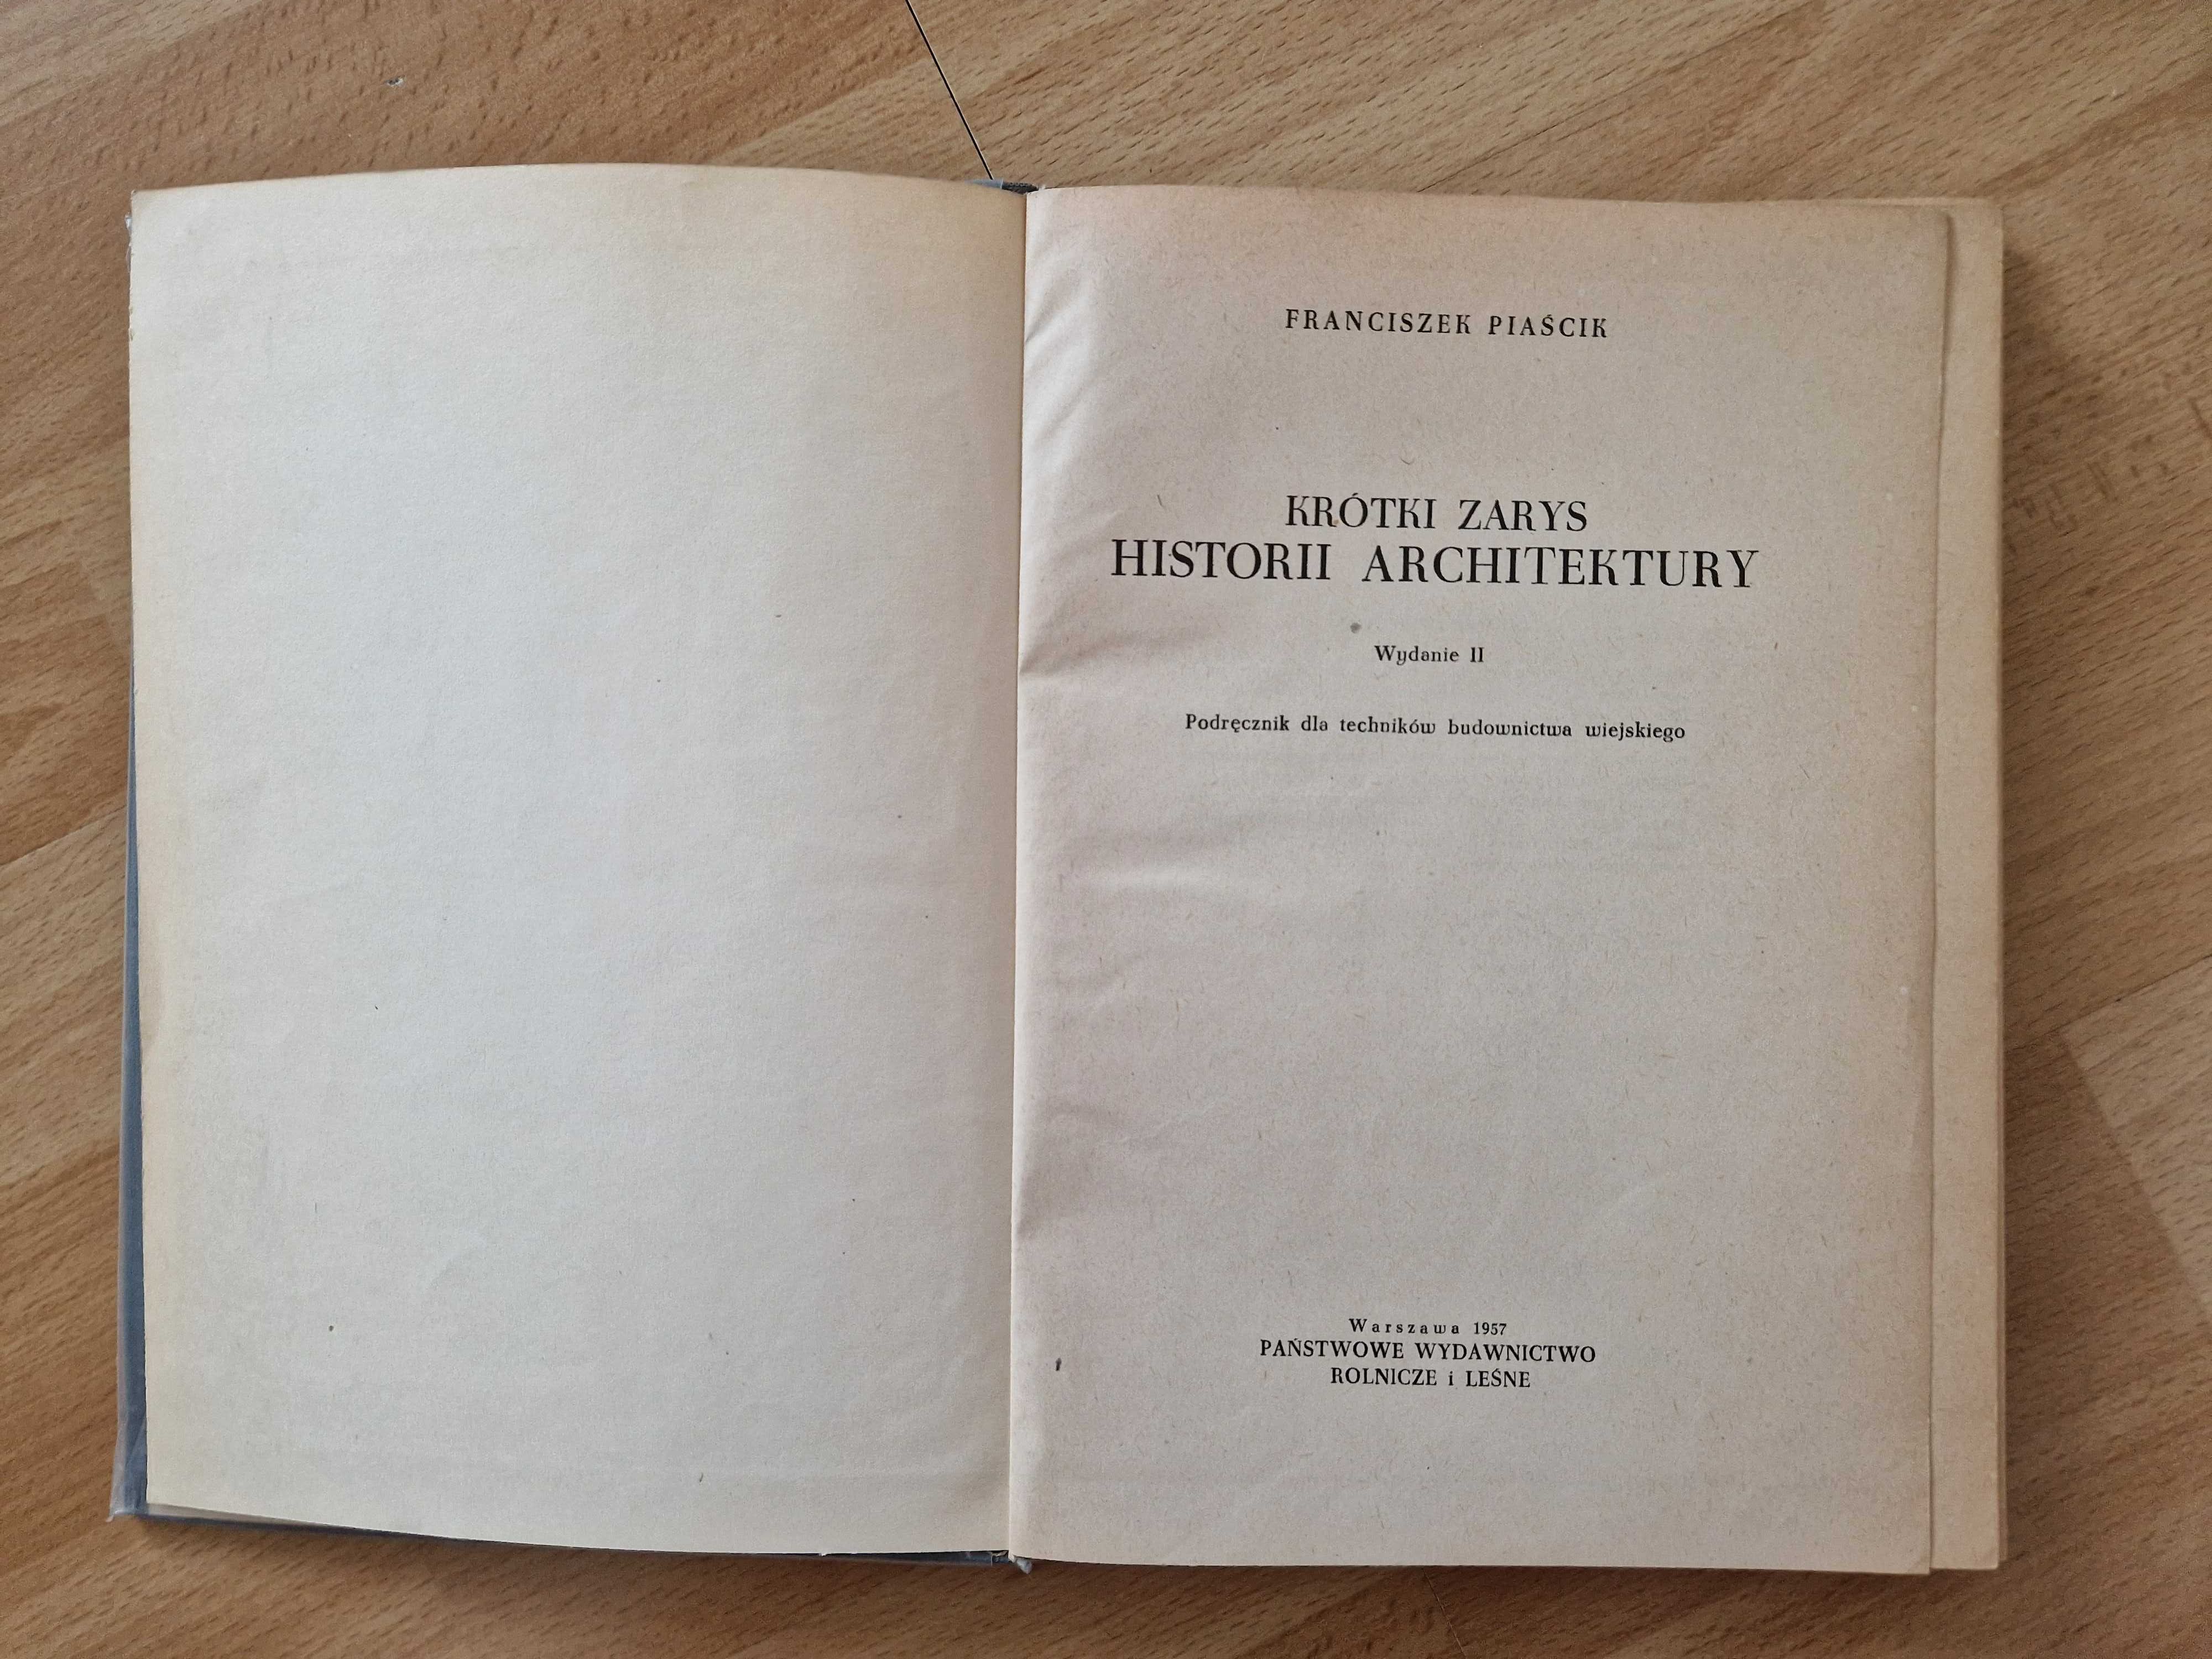 FRANCISZEK PIAŚCIK
KRÓTKI ZARYS
HISTORII ARCHITEKTURY
Wydanie II
Podręcznik dla techników budownictwa wiejskiego
Warszawa 1957
PAŃSTWOWE WYDAWNICTWO
ROLNICZE i LEŚNE